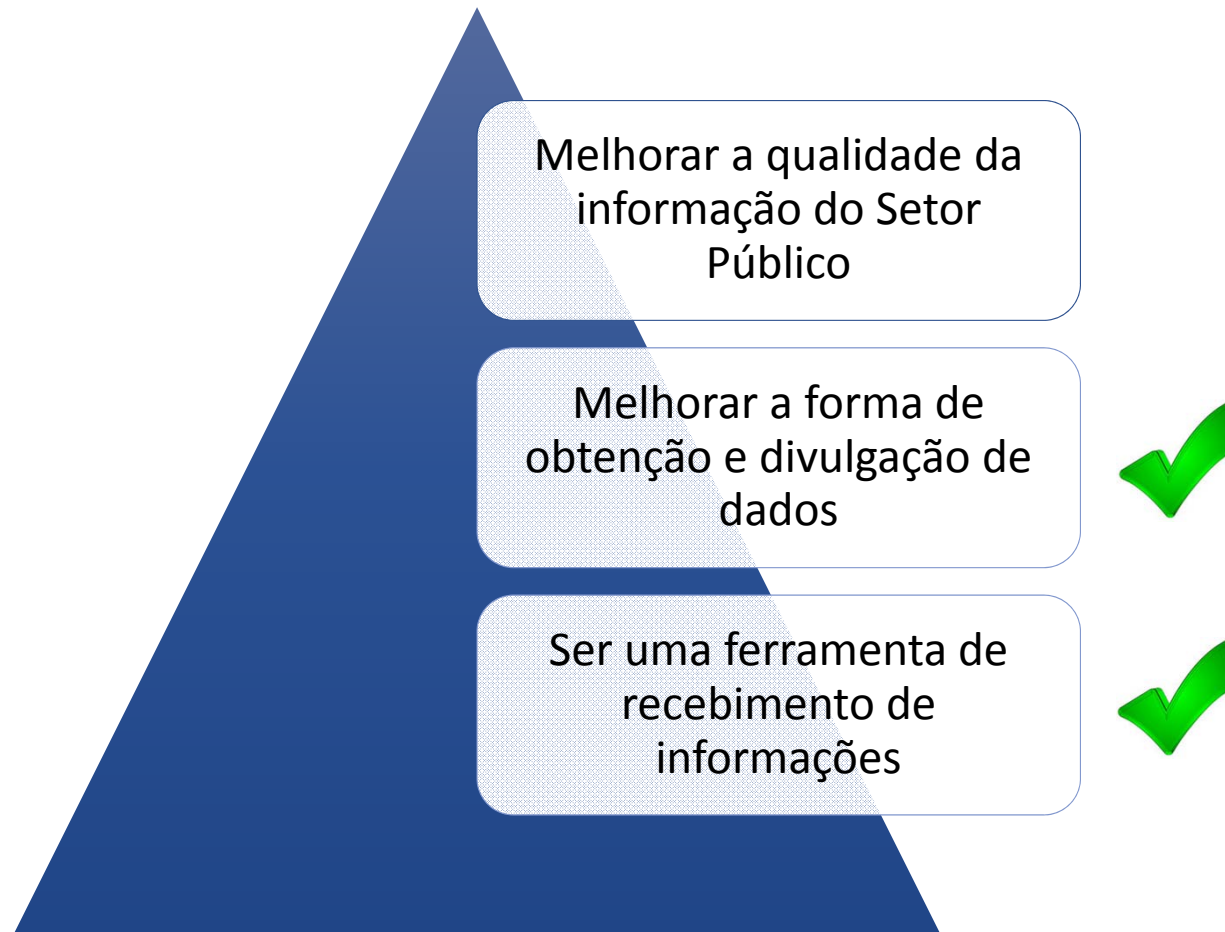 Melhorar a qualidade da
informação do Setor
Público
Melhorar a forma de
obtenção e divulgação de
dados
Ser uma ferramenta de
recebimento de
informações